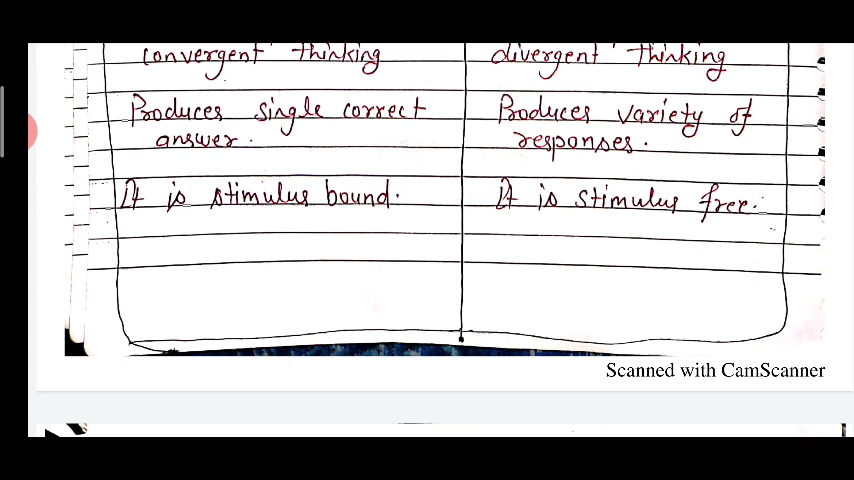 convergent thinking
divergent thinking
Produces single correct
answer.
Produces variety of
responses.
It is stimulus bound.
It is stimulus free.
Scanned with CamScanner